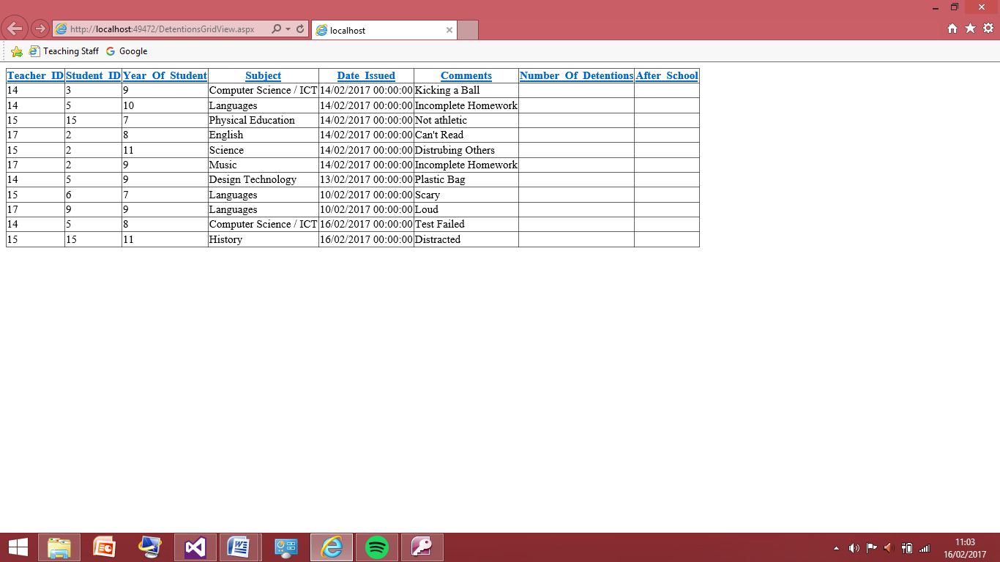 http://localhost:49472/DetentionsGridView.aspx
localhost
Teaching Staff Google
Teacher_ID Student_ID Year_Of_Student Subject Date_Issued Comments Number_Of_Detentions After_School
14 3 9 Computer Science / ICT 14/02/2017 00:00:00 Kicking a Ball
14 5 10 Languages 14/02/2017 00:00:00 Incomplete Homework
15 15 7 Physical Education 14/02/2017 00:00:00 Not athletic
17 2 8 English 14/02/2017 00:00:00 Can't Read
15 2 11 Science 14/02/2017 00:00:00 Distrubing Others
17 2 9 Music 14/02/2017 00:00:00 Incomplete Homework
14 5 9 Design Technology 13/02/2017 00:00:00 Plastic Bag
15 6 7 Languages 10/02/2017 00:00:00 Scary
17 9 9 Languages 10/02/2017 00:00:00 Loud
14 5 8 Computer Science / ICT 16/02/2017 00:00:00 Test Failed
15 15 11 History 16/02/2017 00:00:00 Distracted
11:03
16/02/2017